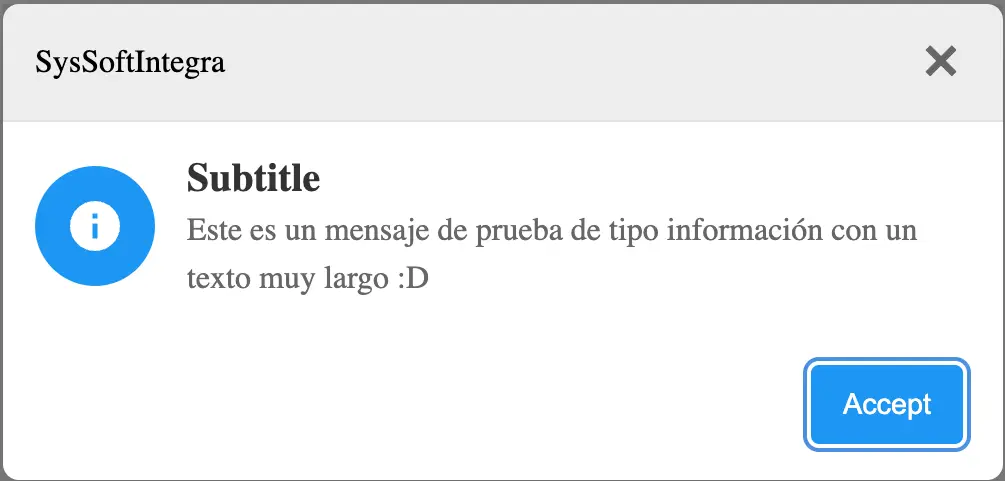 SysSoftIntegra
Subtitle
Este es un mensaje de prueba de tipo información con un
texto muy largo :D
Accept